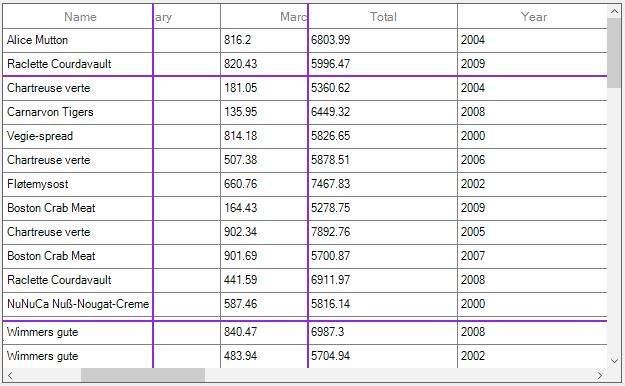 Name ary Marc Total Year
Alice Mutton 816.2 6803.99 2004
Raclette Courdavault 820.43 5996.47 2009
Chartreuse verte 181.05 5360.62 2004
Carnarvon Tigers 135.95 6449.32 2008
Vegie-spread 814.18 5826.65 2000
Chartreuse verte 507.38 5878.51 2006
Fløtemysost 660.76 7467.83 2002
Boston Crab Meat 164.43 5278.75 2009
Chartreuse verte 902.34 7892.76 2005
Boston Crab Meat 901.69 5700.87 2007
Raclette Courdavault 441.59 6911.97 2008
NuNuCa Nuß-Nougat-Creme 587.46 5816.14 2000
Wimmers gute 840.47 6987.3 2008
Wimmers gute 483.94 5704.94 2002